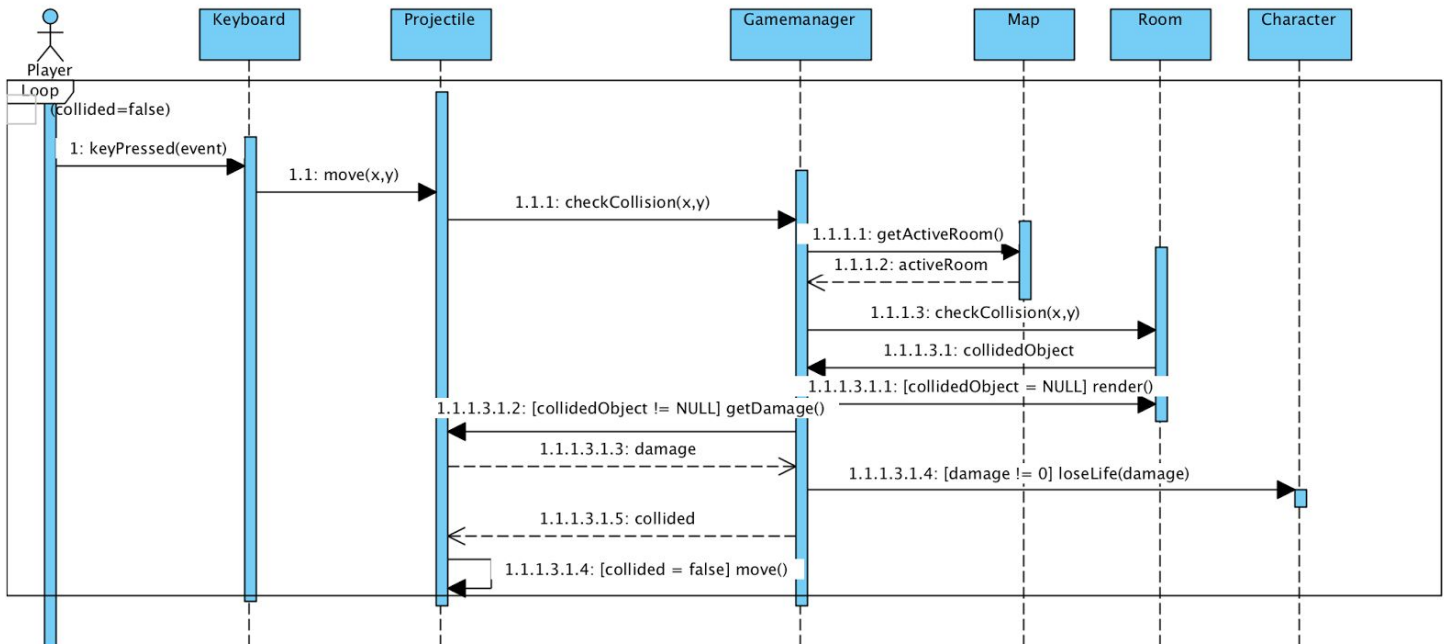 Keyboard
Projectile
Gamemanager
Map
Room
Character
Player
Loop
(collided=false)
1: keyPressed(event)
1.1: move(x,y)
1.1.1: checkCollision(x,y)
1.1.1.1: getActiveRoom()
1.1.1.2: activeRoom
1.1.1.3: checkCollision(x,y)
1.1.1.3.1: collidedObject
1.1.1.3.1.1: [collidedObject = NULL] render()
1.1.1.3.1.2: [collidedObject != NULL] getDamage()
1.1.1.3.1.3: damage
1.1.1.3.1.4: [damage != 0] loseLife(damage)
1.1.1.3.1.5: collided
1.1.1.3.1.4: [collided = false] move()